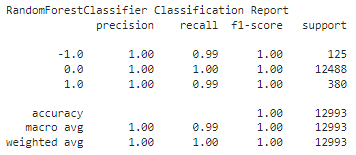 RandomForestClassifier Classification Report
precision recall f1-score support
-1.0 1.00 0.99 1.00 125
0.0 1.00 1.00 1.00 12488
1.0 1.00 0.99 1.00 380
accuracy 1.00 12993
macro avg 1.00 0.99 1.00 12993
weighted avg 1.00 1.00 1.00 12993